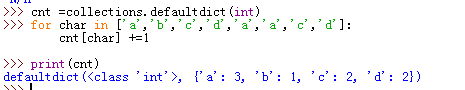 >>> cnt =collections.defaultdict(int)
>>> for char in ['a','b','c','d','a','a','c','d']:
        cnt[char] +=1

>>> print(cnt)
defaultdict(<class 'int'>, {'a': 3, 'b': 1, 'c': 2, 'd': 2})
>>>